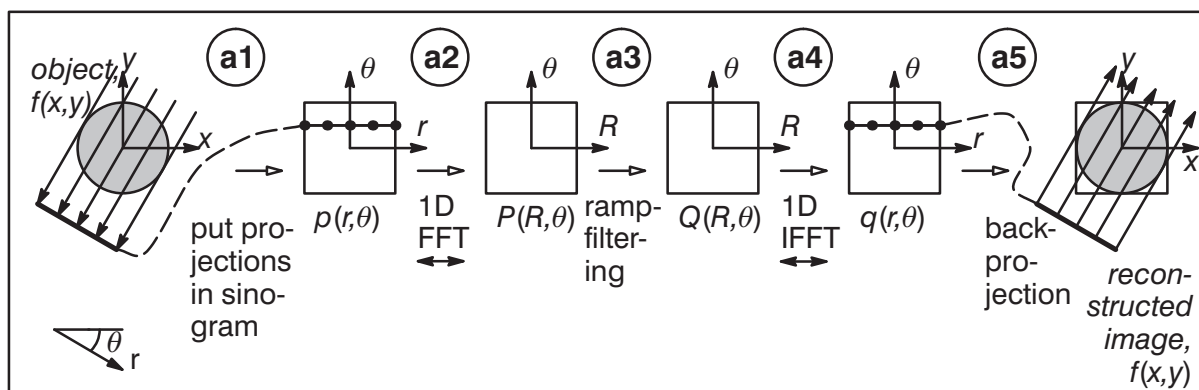 a1
a2
a3
a4
a5
object,
f(x,y)
y
x
θ
r
p(r,θ)
θ
R
P(R,θ)
θ
R
Q(R,θ)
θ
r
q(r,θ)
y
x
put pro-
jections
in sino-
gram
1D
FFT
ramp-
filter-
ing
1D
IFFT
back-
pro-
jection
recon-
structed
image,
f(x,y)
θ
r